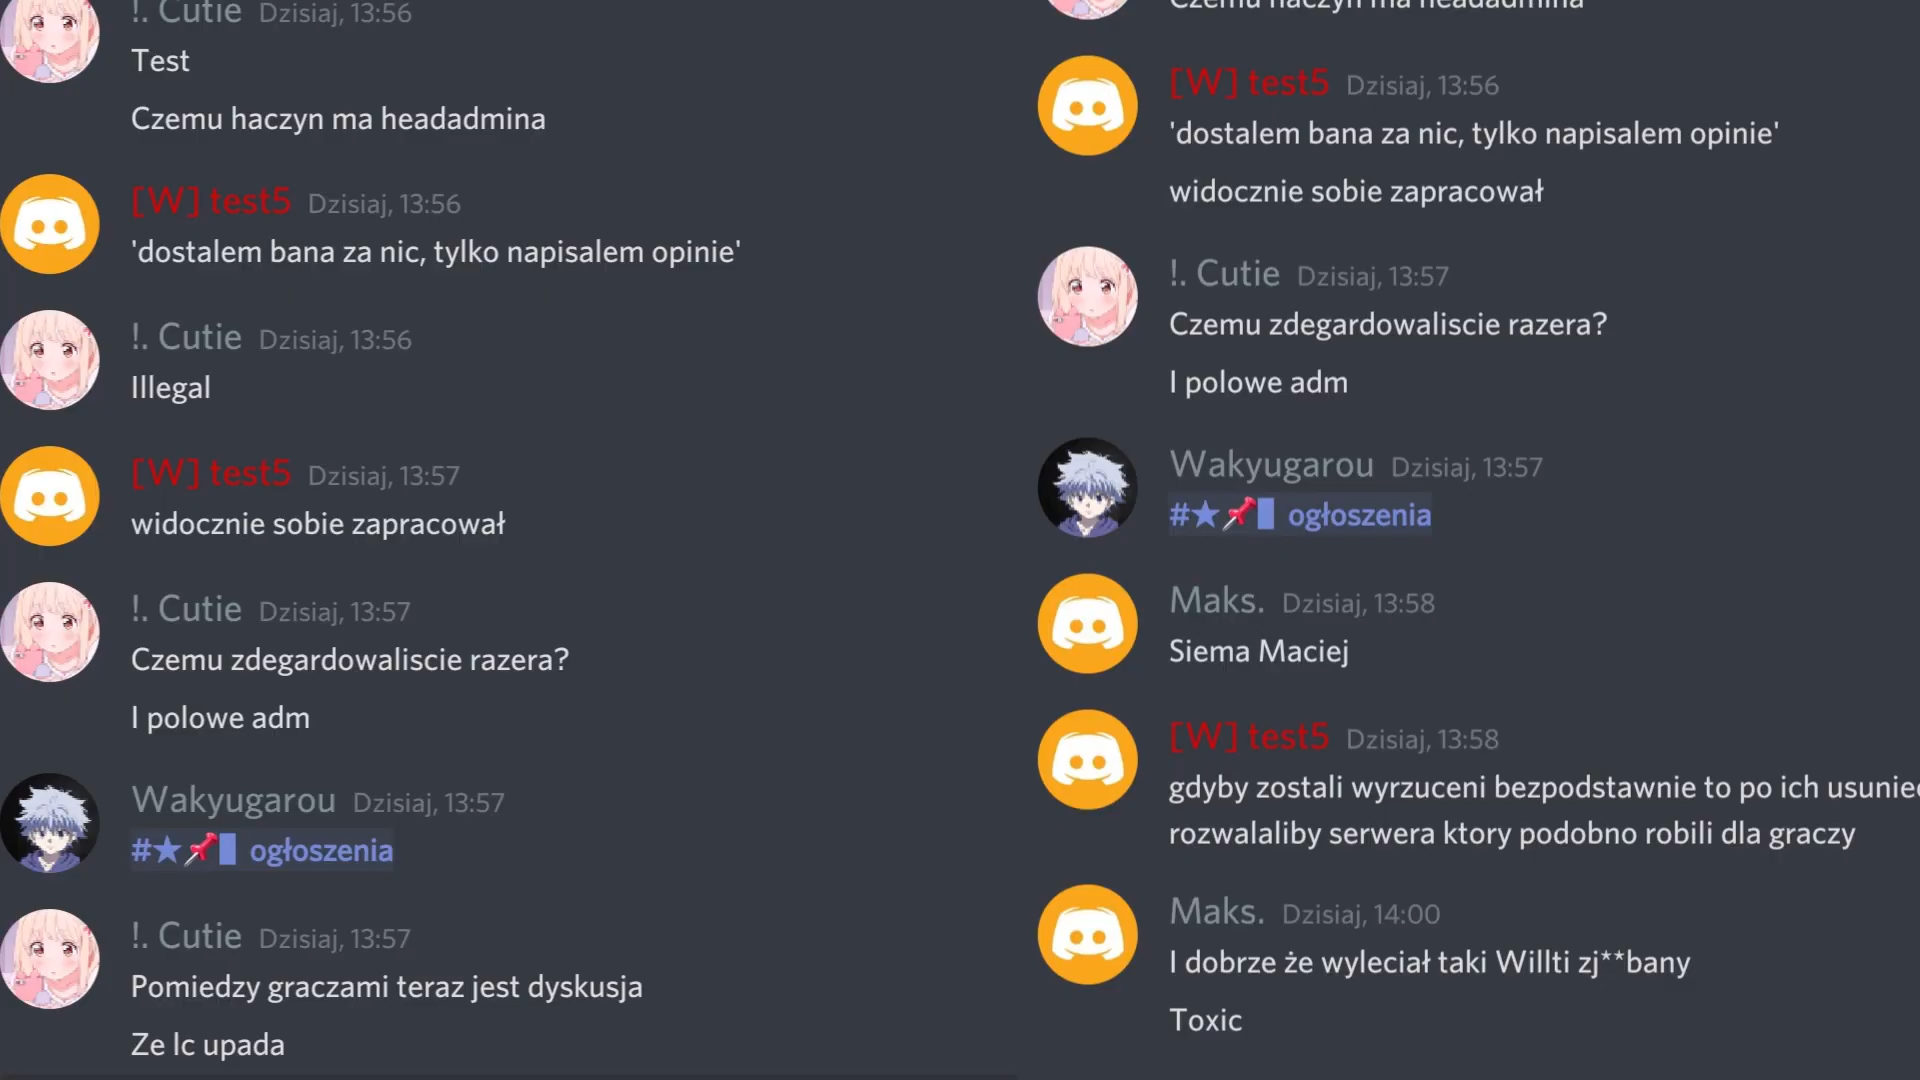 !. Cutie Dzisiaj, 13:56
Test
Czemu haczyn ma headadmina
[W] test5 Dzisiaj, 13:56
'dostalem bana za nic, tylko napisalem opinie'
!. Cutie Dzisiaj, 13:56
Illegal
[W] test5 Dzisiaj, 13:57
widocznie sobie zapracował
!. Cutie Dzisiaj, 13:57
Czemu zdegardowaliscie razera?
I polowe adm
Wakyugarou Dzisiaj, 13:57
#★📌█ ogłoszenia
!. Cutie Dzisiaj, 13:57
Pomiedzy graczami teraz jest dyskusja
Ze lc upada
Czemu haczyn ma headadmina
[W] test5 Dzisiaj, 13:56
'dostalem bana za nic, tylko napisalem opinie'
widocznie sobie zapracował
!. Cutie Dzisiaj, 13:57
Czemu zdegardowaliscie razera?
I polowe adm
Wakyugarou Dzisiaj, 13:57
#★📌█ ogłoszenia
Maks. Dzisiaj, 13:58
Siema Maciej
[W] test5 Dzisiaj, 13:58
gdyby zostali wyrzuceni bezpodstawnie to po ich
rozwalaliby serwera ktory podobno robili dla graczy
Maks. Dzisiaj, 14:00
I dobrze że wyleciał taki Willti zj**bany
Toxic